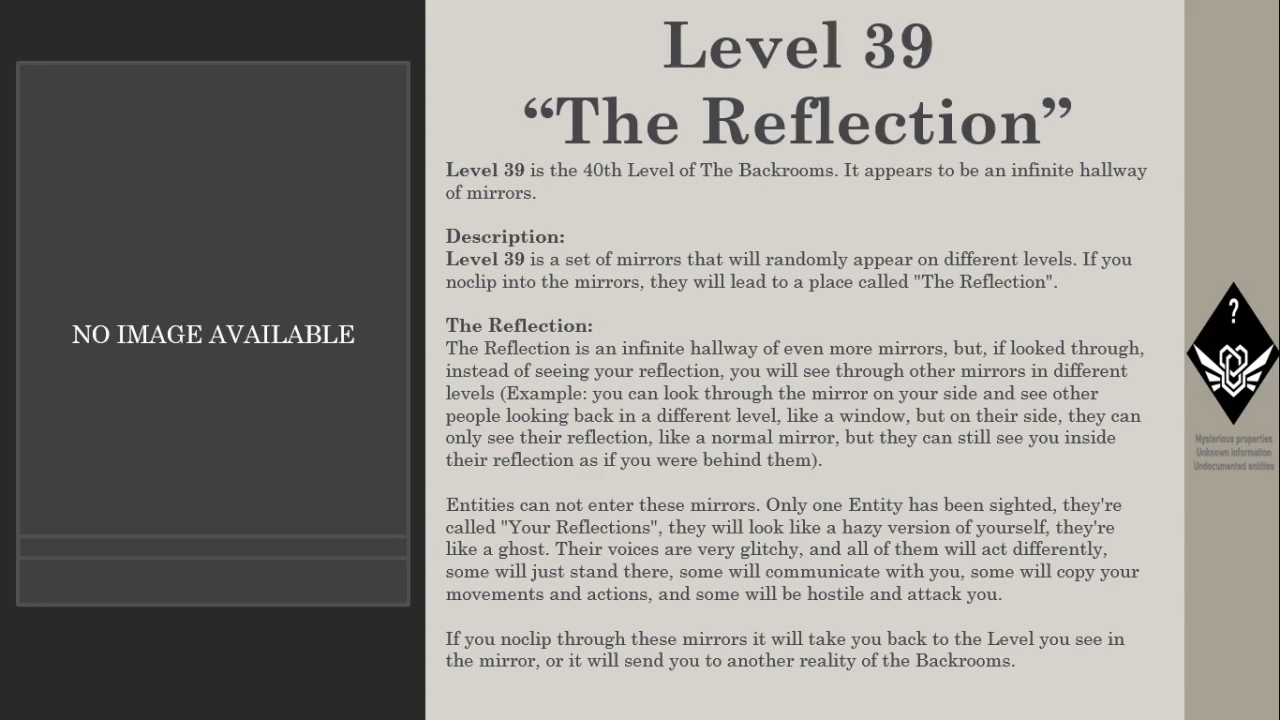 Level 39
“The Reflection”
Level 39 is the 40th Level of The Backrooms. It appears to be an infinite hallway
of mirrors.
Description:
Level 39 is a set of mirrors that will randomly appear on different levels. If you
noclip into the mirrors, they will lead to a place called "The Reflection".
The Reflection:
The Reflection is an infinite hallway of even more mirrors, but, if looked through,
instead of seeing your reflection, you will see through other mirrors in different
levels (Example: you can look through the mirror on your side and see other
people looking back in a different level, like a window, but on their side, they can
only see their reflection, like a normal mirror, but they can still see you inside
their reflection as if you were behind them).
Entities can not enter these mirrors. Only one Entity has been sighted, they're
called "Your Reflections", they will look like a hazy version of yourself, they're
like a ghost. Their voices are very glitchy, and all of them will act differently,
some will just stand there, some will communicate with you, some will copy your
movements and actions, and some will be hostile and attack you.
If you noclip through these mirrors it will take you back to the Level you see in
the mirror, or it will send you to another reality of the Backrooms.
NO IMAGE AVAILABLE
?
Mysterious properties
Unknown information
Undocumented entities